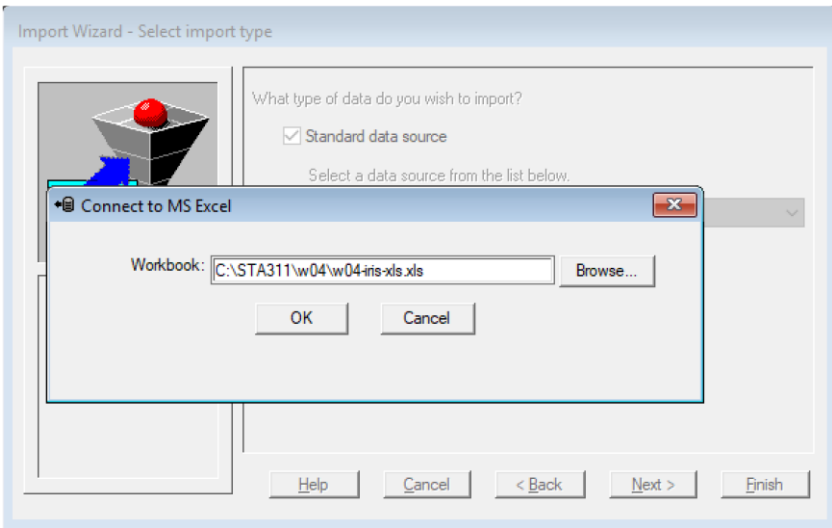 Import Wizard - Select import type
What type of data do you wish to import?
Standard data source
Select a data source from the list below.
Connect to MS Excel
Workbook: C:\STA311\w04\w04-iris-xls.xls Browse...
OK Cancel
Help Cancel < Back Next > Finish